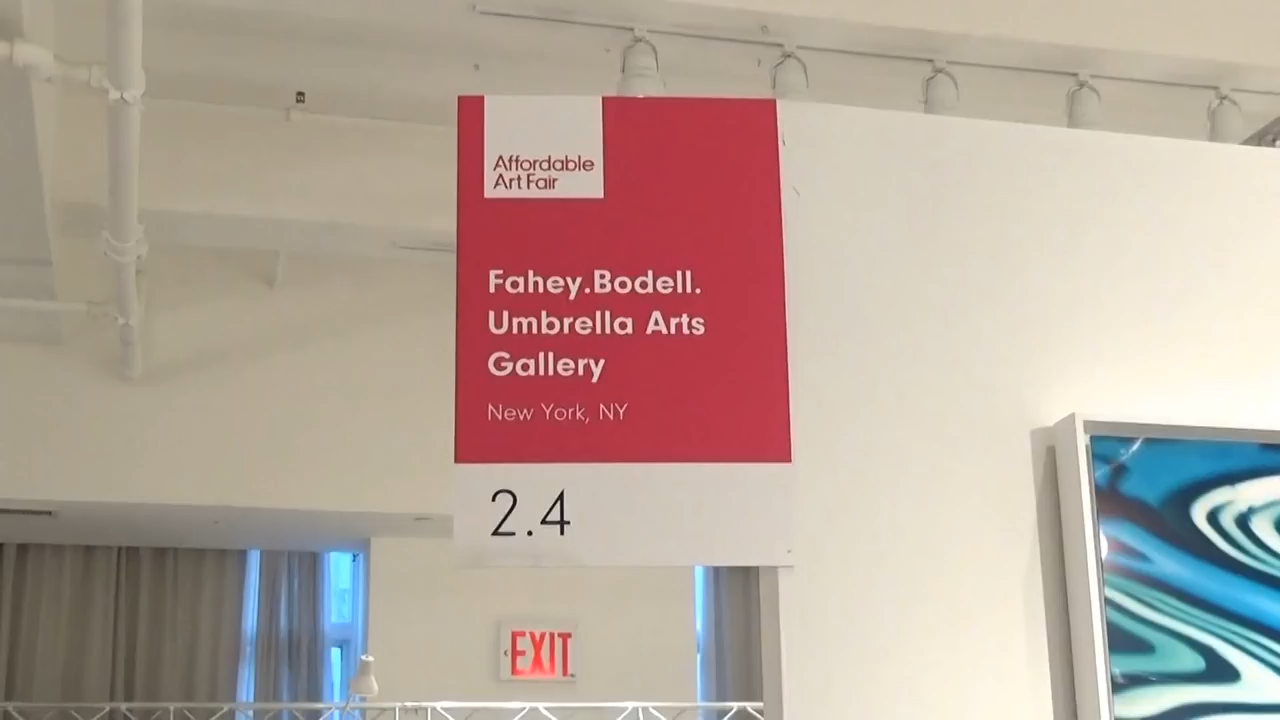 Affordable
Art Fair
Fahey.Bodell.
Umbrella Arts
Gallery
New York, NY
2.4
EXIT